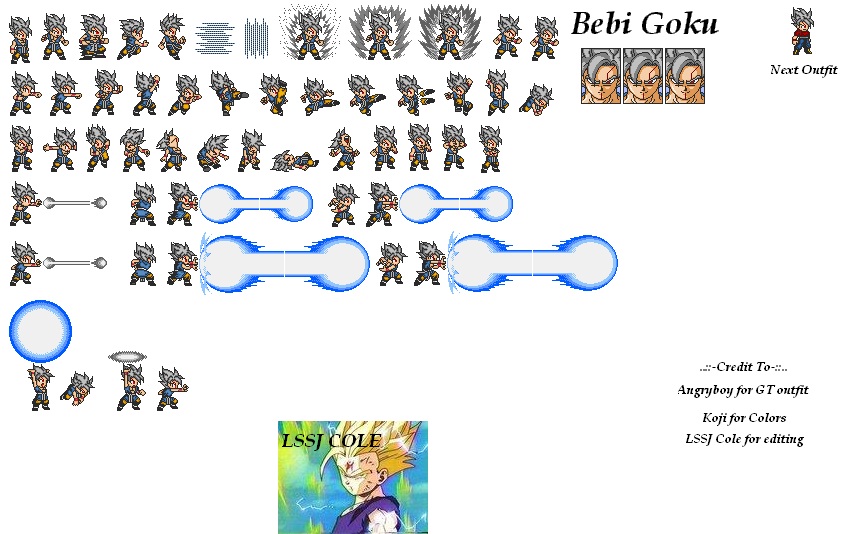 Bebi Goku
Next Outfit
..::-Credit To-::..
Angryboy for GT outfit
Koji for Colors
LSSJ Cole for editing
LSSJ COLE